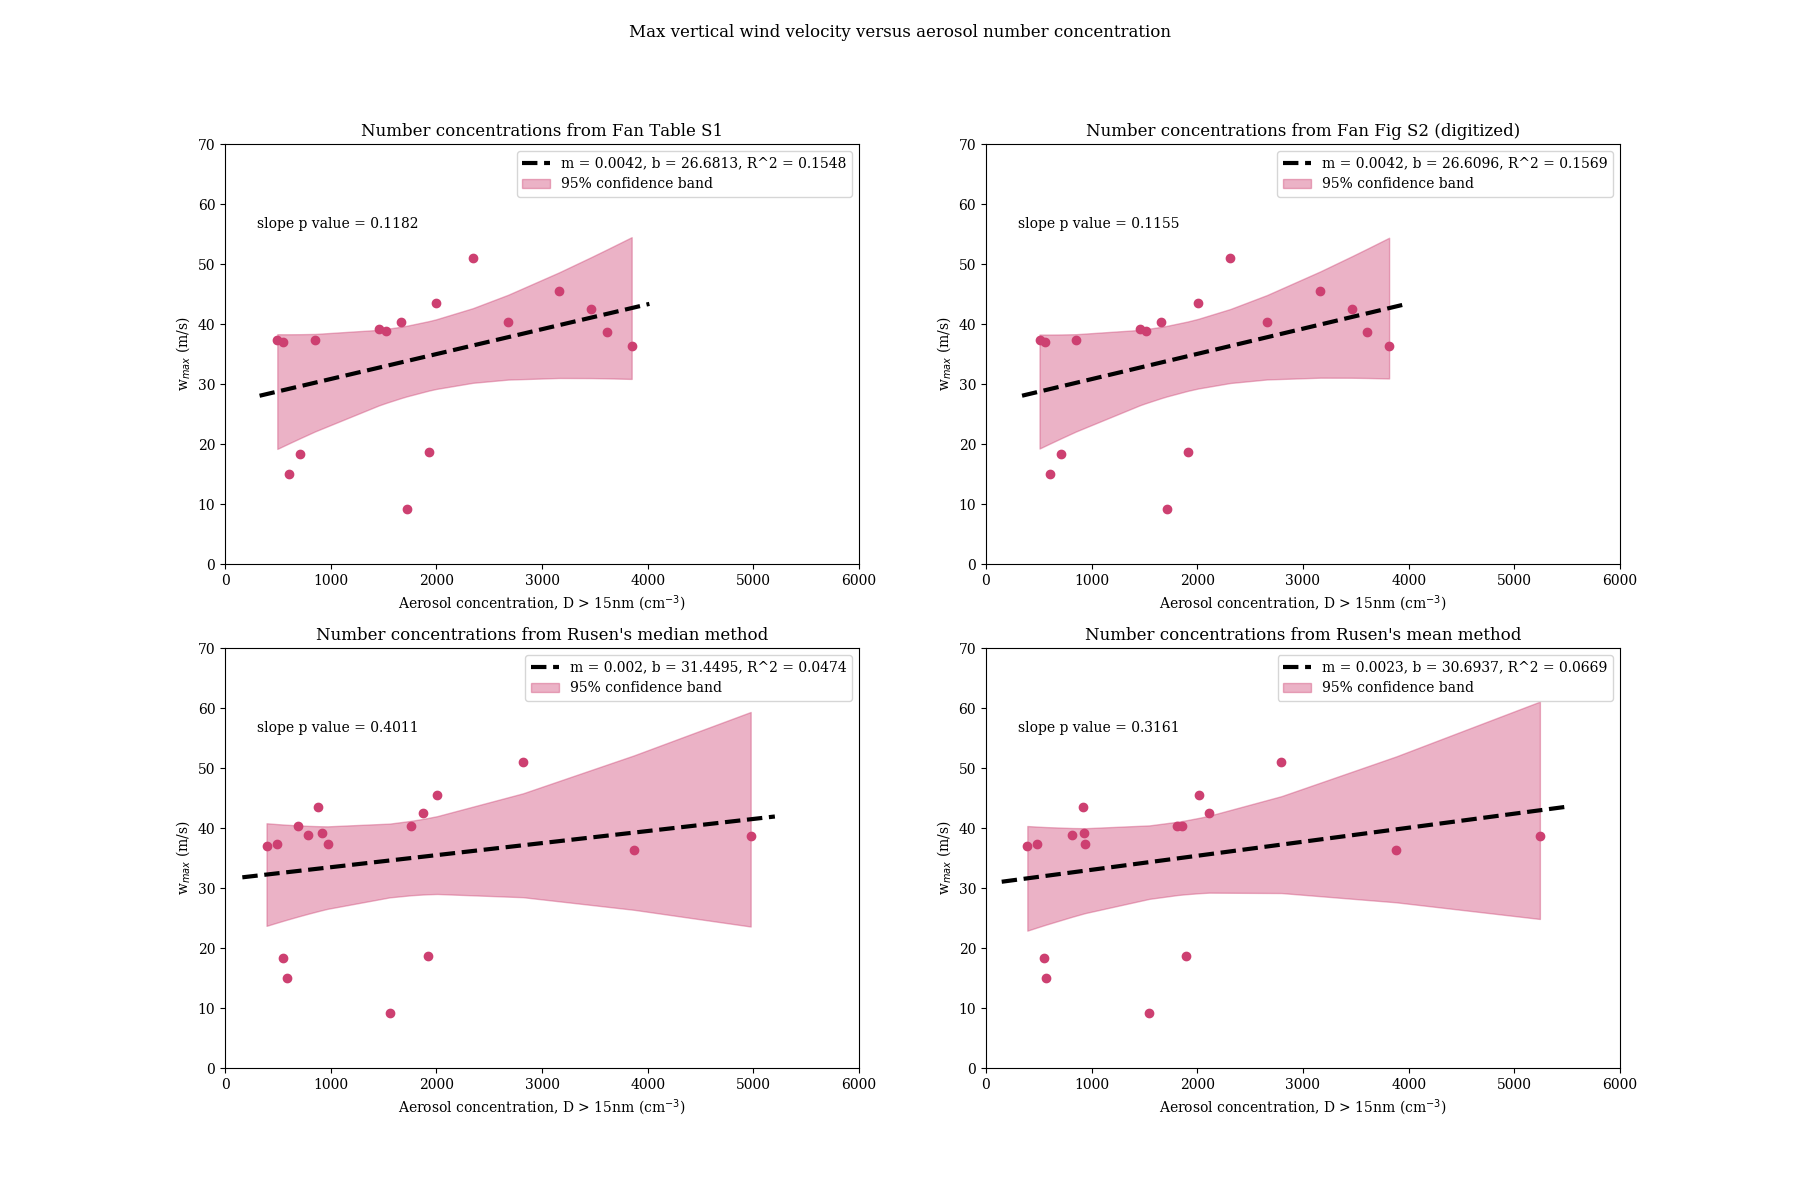 Max vertical wind velocity versus aerosol number concentration
Number concentrations from Fan Table S1
m = 0.0042, b = 26.6813, R^2 = 0.1548
95% confidence band
slope p value = 0.1182
70
60
50
40
30
20
10
0
w_max (m/s)
0 1000 2000 3000 4000 5000 6000
Aerosol concentration, D > 15nm (cm⁻³)
Number concentrations from Fan Fig S2 (digitized)
m = 0.0042, b = 26.6096, R^2 = 0.1569
95% confidence band
slope p value = 0.1155
70
60
50
40
30
20
10
0
w_max (m/s)
0 1000 2000 3000 4000 5000 6000
Aerosol concentration, D > 15nm (cm⁻³)
Number concentrations from Rusen's median method
m = 0.002, b = 31.4495, R^2 = 0.0474
95% confidence band
slope p value = 0.4011
70
60
50
40
30
20
10
0
w_max (m/s)
0 1000 2000 3000 4000 5000 6000
Aerosol concentration, D > 15nm (cm⁻³)
Number concentrations from Rusen's mean method
m = 0.0023, b = 30.6937, R^2 = 0.0669
95% confidence band
slope p value = 0.3161
70
60
50
40
30
20
10
0
w_max (m/s)
0 1000 2000 3000 4000 5000 6000
Aerosol concentration, D > 15nm (cm⁻³)